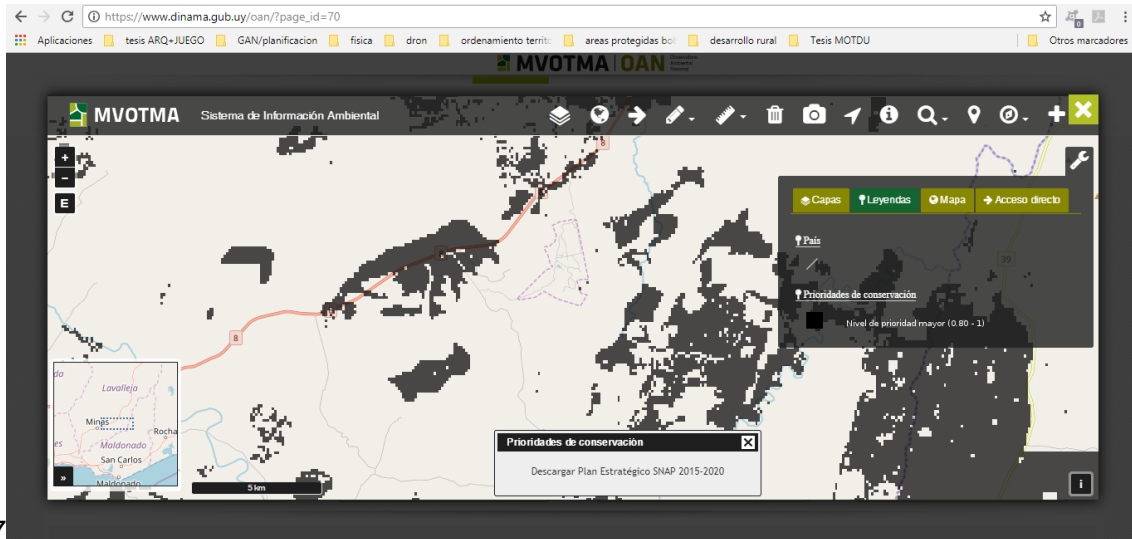 https://www.dinama.gub.uy/oan/?page_id=70
Aplicaciones tesis ARQ+JUEGO GAN/planificacion fisica dron ordenamiento territo areas protegidas bol desarrollo rural Tesis MOTDU Otros marcadores
MVOTMA OAN
MVOTMA Sistema de Información Ambiental
+
-
E
8
8
8
8
39
Capas Leyendas Mapa Acceso directo
País
Prioridades de conservación
Nivel de prioridad mayor (0.80 - 1)
Lavalleja
Minas
Rocha
Maldonado
San Carlos
Maldonado
»
5 km
Prioridades de conservación
Descargar Plan Estratégico SNAP 2015-2020
i